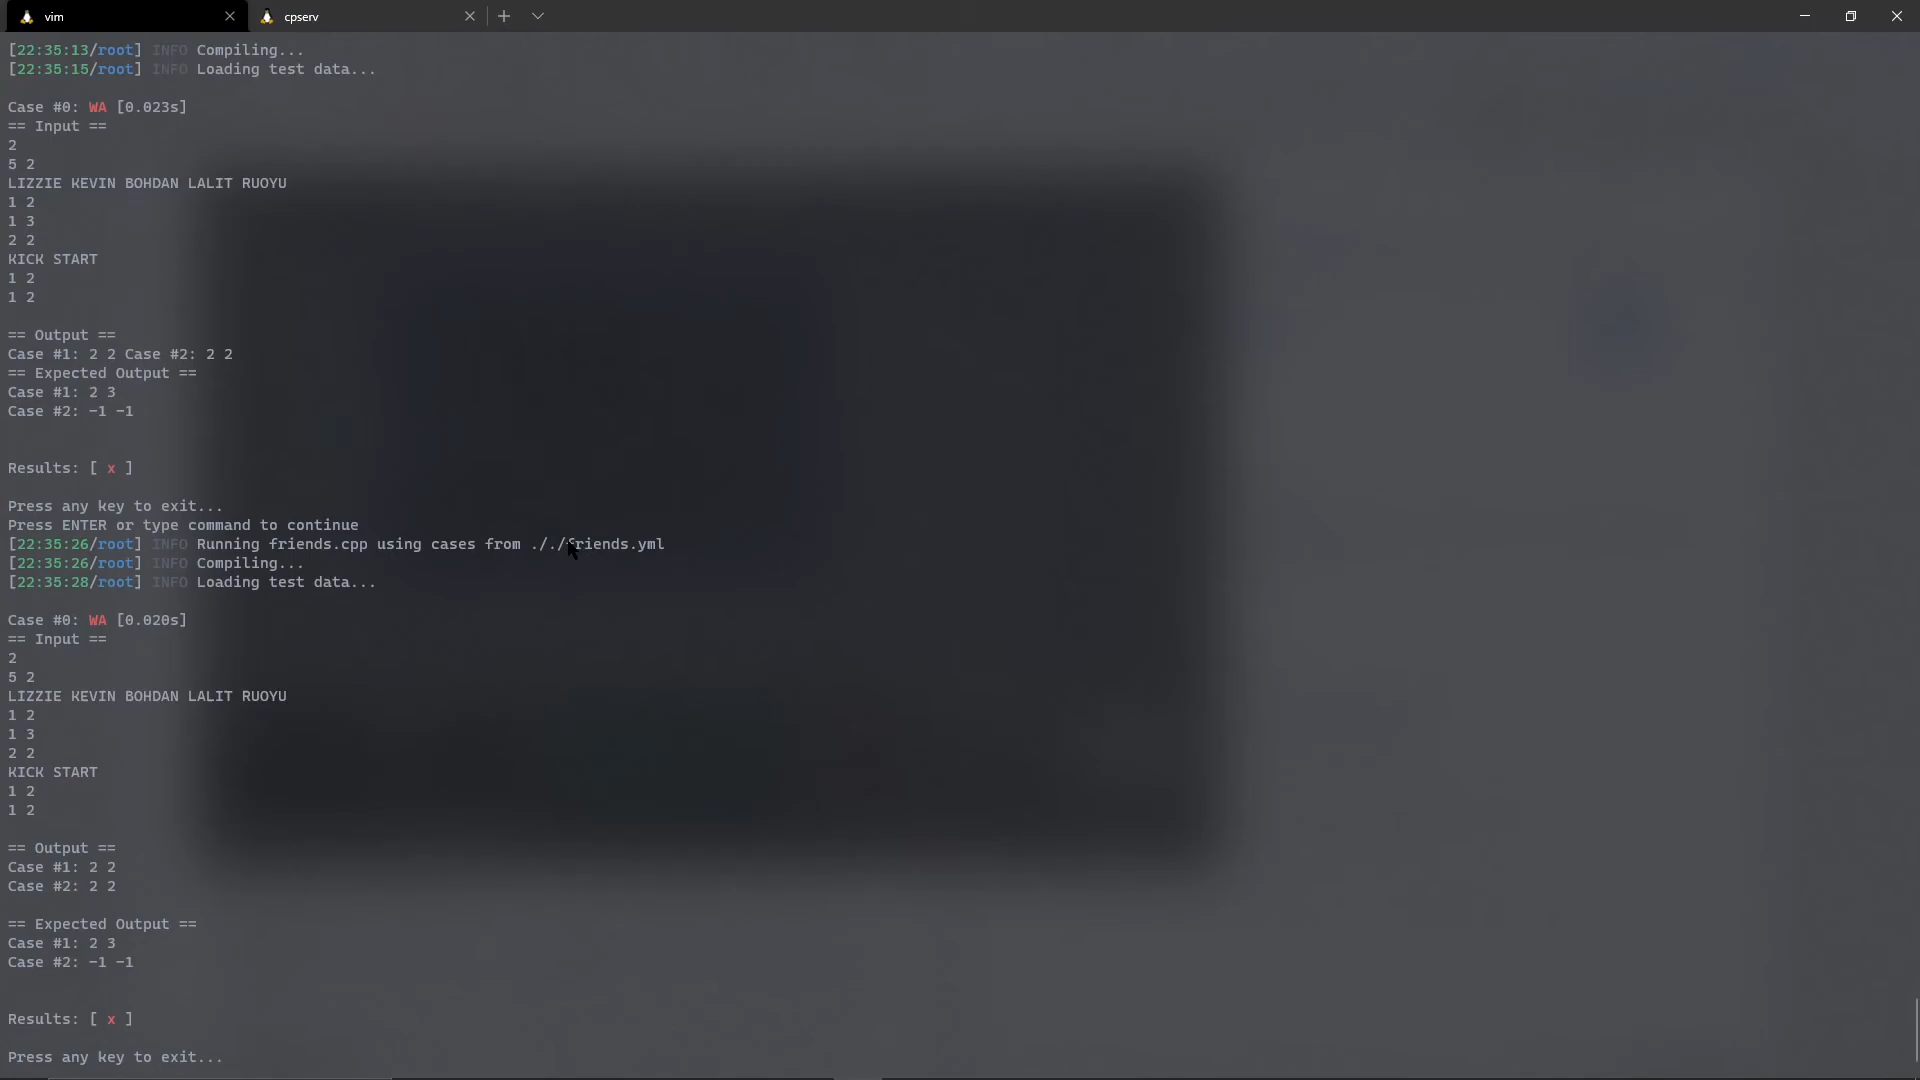 vim
cpserv
[22:35:13/root] INFO Compiling...
[22:35:15/root] INFO Loading test data...
Case #0: WA [0.023s]
== Input ==
2
5 2
LIZZIE KEVIN BOHDAN LALIT RUOYU
1 2
1 3
2 2
KICK START
1 2
1 2
== Output ==
Case #1: 2 2 Case #2: 2 2
== Expected Output ==
Case #1: 2 3
Case #2: -1 -1
Results: [ x ]
Press any key to exit...
Press ENTER or type command to continue
[22:35:26/root] INFO Running friends.cpp using cases from ././friends.yml
[22:35:26/root] INFO Compiling...
[22:35:28/root] INFO Loading test data...
Case #0: WA [0.020s]
== Input ==
2
5 2
LIZZIE KEVIN BOHDAN LALIT RUOYU
1 2
1 3
2 2
KICK START
1 2
1 2
== Output ==
Case #1: 2 2
Case #2: 2 2
== Expected Output ==
Case #1: 2 3
Case #2: -1 -1
Results: [ x ]
Press any key to exit...